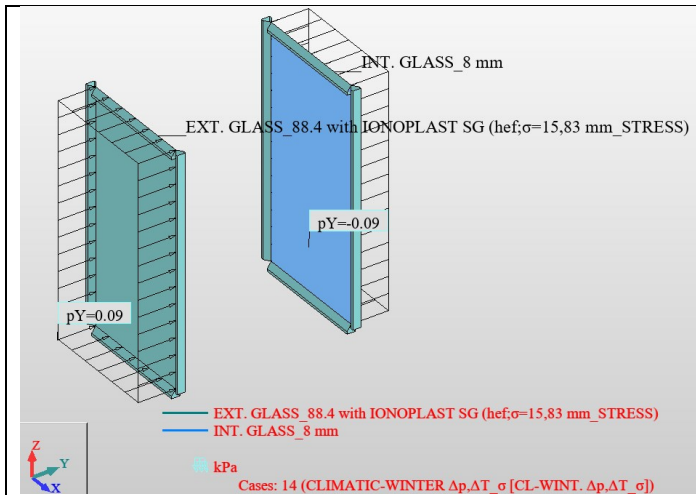 INT. GLASS_8 mm
EXT. GLASS_88.4 with IONOPLAST SG (hef;σ=15,83 mm_STRESS)
pY=-0.09
pY=0.09
EXT. GLASS_88.4 with IONOPLAST SG (hef;σ=15,83 mm_STRESS)
INT. GLASS_8 mm
kPa
Cases: 14 (CLIMATIC-WINTER Δp,ΔT_σ [CL-WINT. Δp,ΔT_σ])
Z
Y
X